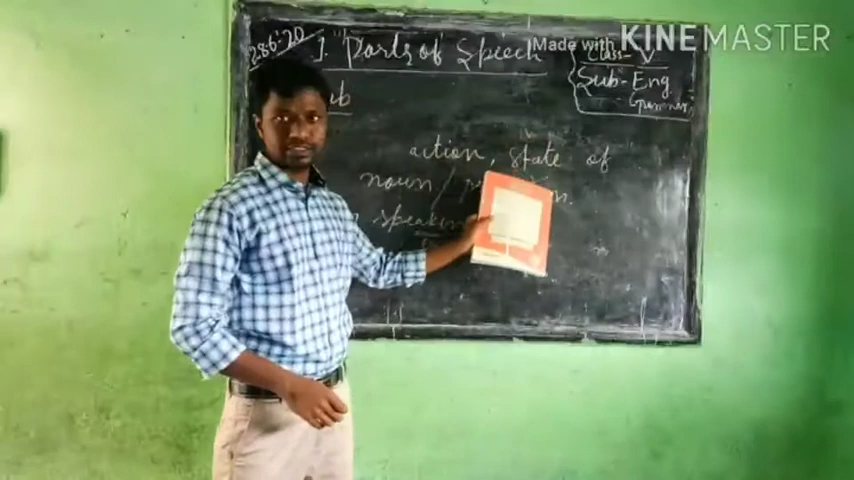 Made with KINEMASTER
28-6-20 1. "Parts of Speech
Class - V
Sub - Eng
Grammar
action, state of
noun /
speaking